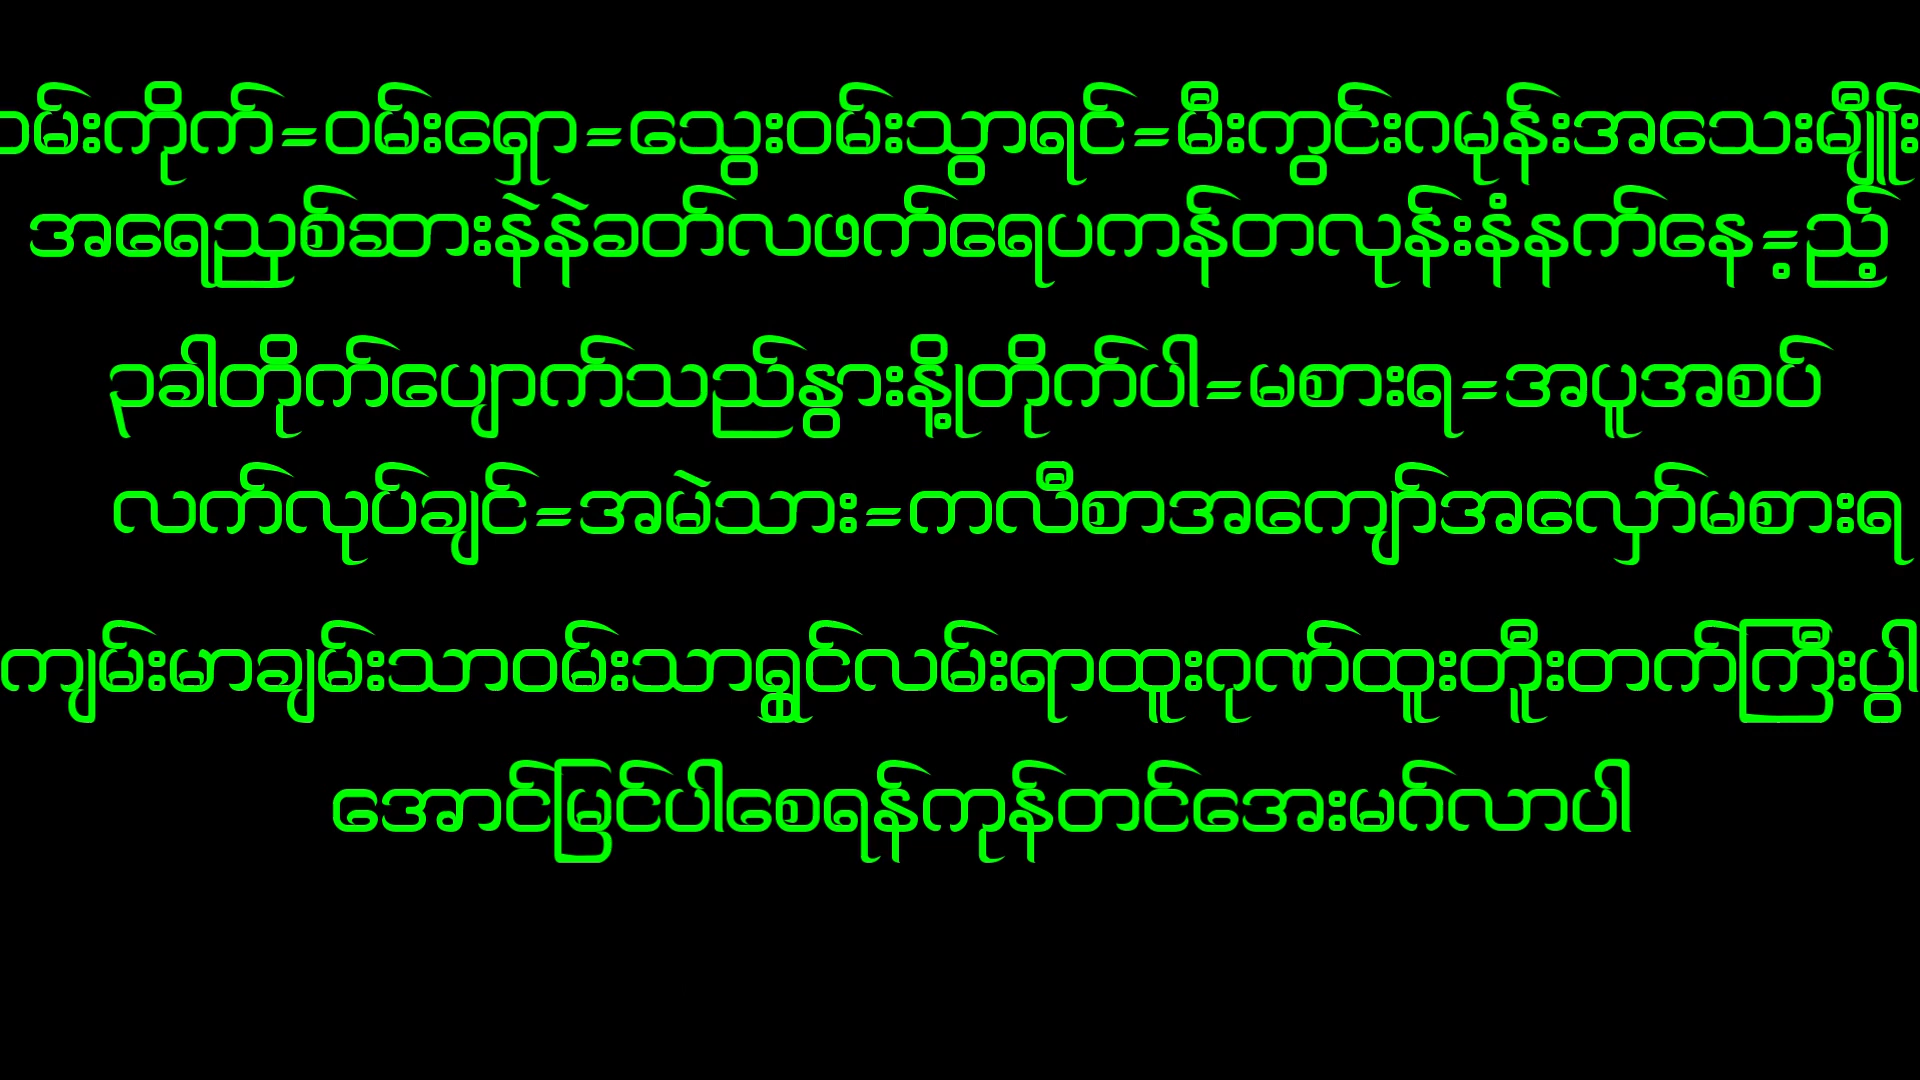 ဝမ်းကိုက်=ဝမ်းရှော=သွေးဝမ်းသွာရင်=မီးကွင်းဂမုန်းအသေးမျိူး
အရေညှစ်ဆားနဲနဲခတ်လဖက်ရေပကန်တလုန်းနံနက်နေ့=ည့်
၃ခါတိုက်ပျောက်သည်နွားနို့တိုက်ပါ=မစားရ=အပူအစပ်
လက်လုပ်ချင်=အမဲသား=ကလီစာအကျော်အလှော်မစားရ
ကျမ်းမာချမ်းသာဝမ်းသာရွှင်လမ်းရာထူးဂုဏ်ထူးတီူးတက်ကြီးပွါ
အောင်မြင်ပါစေရန်ကုန်တင်အေးမဂ်လာပါ